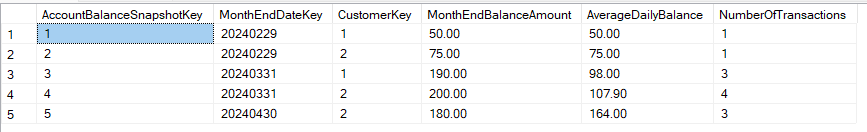 AccountBalanceSnapshotKey MonthEndDateKey CustomerKey MonthEndBalanceAmount AverageDailyBalance NumberOfTransactions
1 1 20240229 1 50.00 50.00 1
2 2 20240229 2 75.00 75.00 1
3 3 20240331 1 190.00 98.00 3
4 4 20240331 2 200.00 107.90 4
5 5 20240430 2 180.00 164.00 3